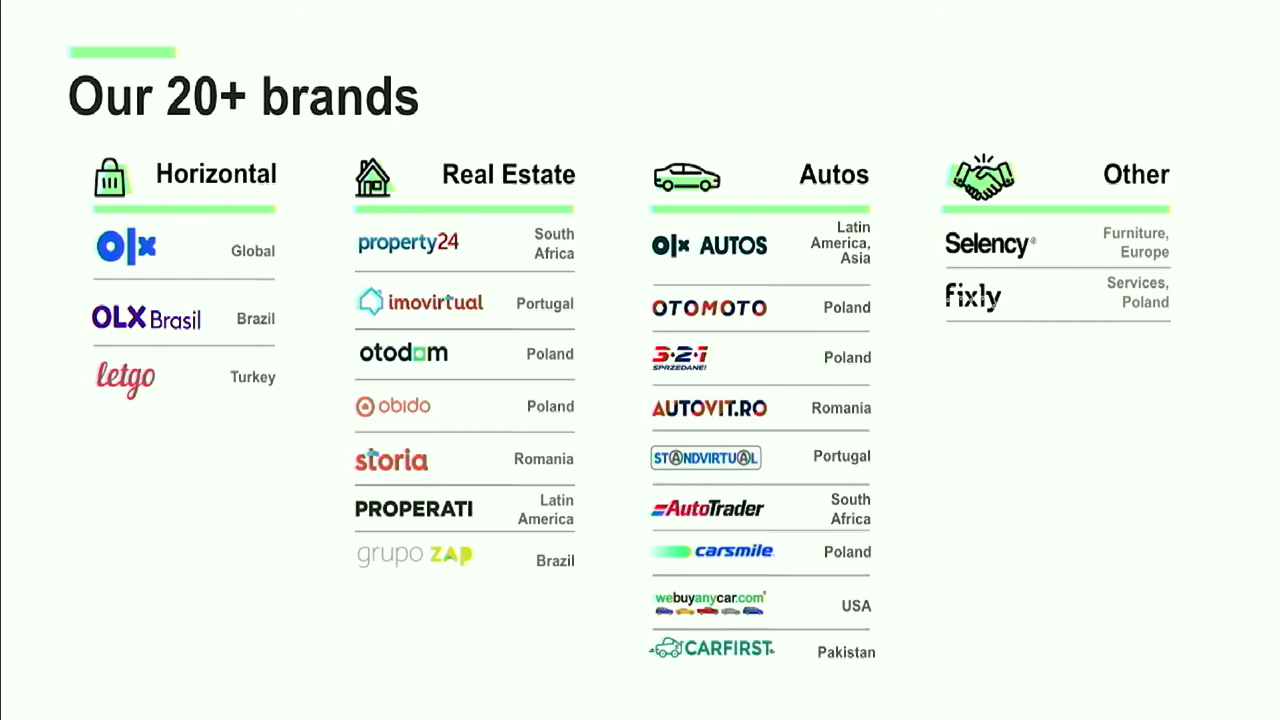 Our 20+ brands
Horizontal
olx
Global
OLX Brasil
Brazil
letgo
Turkey
Real Estate
property24
South
Africa
imovirtual
Portugal
otodom
Poland
obido
Poland
storia
Romania
PROPERATI
Latin
America
grupo ZAP
Brazil
Autos
olx AUTOS
Latin
America,
Asia
OTOMOTO
Poland
3·2·1
SPRZEDANE!
Poland
AUTOVIT.RO
Romania
STANDVIRTUAL
Portugal
AutoTrader
South
Africa
carsmile
Poland
webuyanycar.com®
USA
CARFIRST
Pakistan
Other
Selency®
Furniture,
Europe
fixly
Services,
Poland